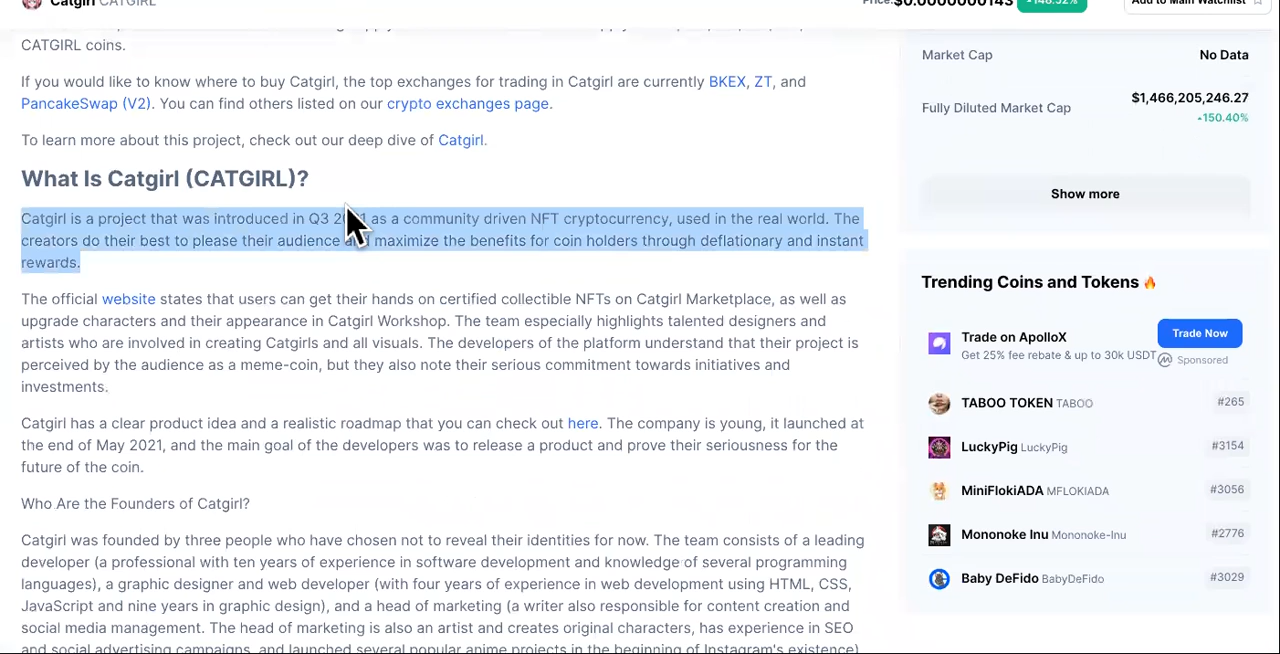 Catgirl CATGIRL
Price: $0.0000000143
148.52%
Add to Main Watchlist
CATGIRL coins.
If you would like to know where to buy Catgirl, the top exchanges for trading in Catgirl are currently BKEX, ZT, and
PancakeSwap (V2). You can find others listed on our crypto exchanges page.
To learn more about this project, check out our deep dive of Catgirl.
What Is Catgirl (CATGIRL)?
Catgirl is a project that was introduced in Q3 as a community driven NFT cryptocurrency, used in the real world. The
creators do their best to please their audience maximize the benefits for coin holders through deflationary and instant
rewards.
The official website states that users can get their hands on certified collectible NFTs on Catgirl Marketplace, as well as
upgrade characters and their appearance in Catgirl Workshop. The team especially highlights talented designers and
artists who are involved in creating Catgirls and all visuals. The developers of the platform understand that their project is
perceived by the audience as a meme-coin, but they also note their serious commitment towards initiatives and
investments.
Catgirl has a clear product idea and a realistic roadmap that you can check out here. The company is young, it launched at
the end of May 2021, and the main goal of the developers was to release a product and prove their seriousness for the
future of the coin.
Who Are the Founders of Catgirl?
Catgirl was founded by three people who have chosen not to reveal their identities for now. The team consists of a leading
developer (a professional with ten years of experience in software development and knowledge of several programming
languages), a graphic designer and web developer (with four years of experience in web development using HTML, CSS,
JavaScript and nine years in graphic design), and a head of marketing (a writer also responsible for content creation and
social media management. The head of marketing is also an artist and creates original characters, has experience in SEO
and social advertising campaigns, and launched several popular anime projects in the beginning of Instagram's existence)
Market Cap
No Data
Fully Diluted Market Cap
$1,466,205,246.27
150.40%
Show more
Trending Coins and Tokens
Trade on ApolloX
Get 25% fee rebate & up to 30k USDT
Trade Now
Sponsored
TABOO TOKEN TABOO #265
LuckyPig LuckyPig #3154
MiniFlokiADA MFLOKIADA #3056
Mononoke Inu Mononoke-Inu #2776
Baby DeFido BabyDeFido #3029